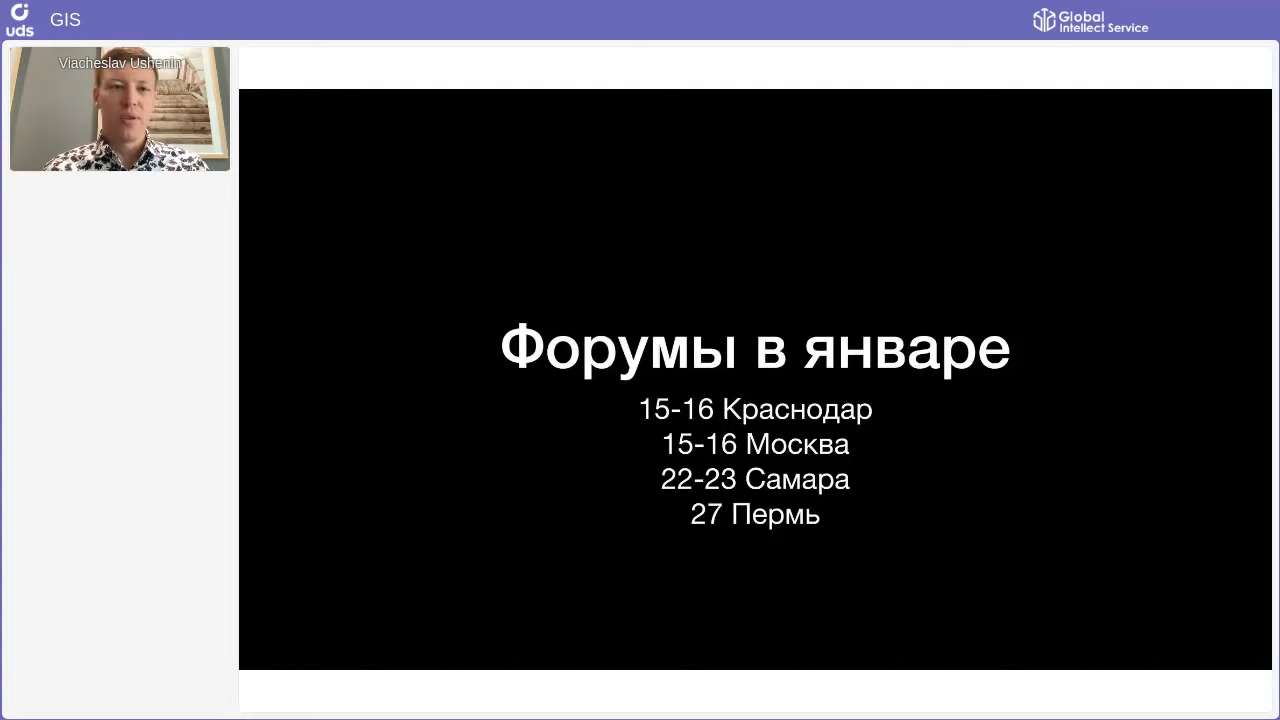 uds
GIS
Global
Intellect Service
Viacheslav Ushenin
Форумы в январе
15-16 Краснодар
15-16 Москва
22-23 Самара
27 Пермь